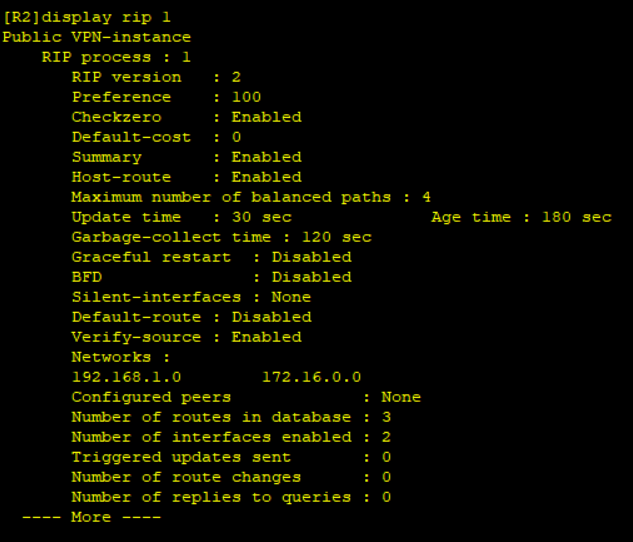 [R2]display rip 1
Public VPN-instance
RIP process : 1
RIP version : 2
Preference : 100
Checkzero : Enabled
Default-cost : 0
Summary : Enabled
Host-route : Enabled
Maximum number of balanced paths : 4
Update time : 30 sec Age time : 180 sec
Garbage-collect time : 120 sec
Graceful restart : Disabled
BFD : Disabled
Silent-interfaces : None
Default-route : Disabled
Verify-source : Enabled
Networks :
192.168.1.0 172.16.0.0
Configured peers : None
Number of routes in database : 3
Number of interfaces enabled : 2
Triggered updates sent : 0
Number of route changes : 0
Number of replies to queries : 0
---- More ----